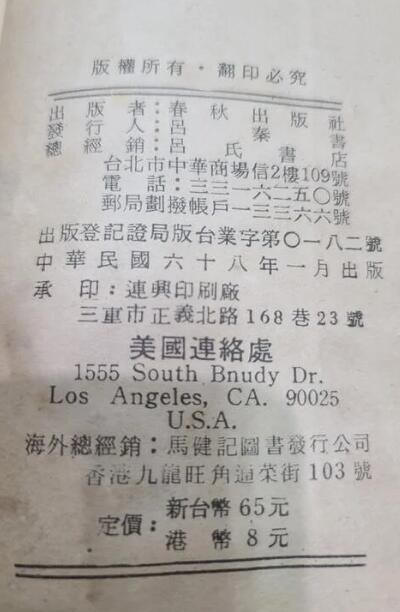 版權所有・翻印必究
出版者：春秋出版社
發行人：呂秦書
總經銷：呂氏書店
台北市中華商場信2樓109號
電話：三三一六二五〇號
郵局劃撥帳戶一三三六六號
出版登記證局版台業字第〇一八二號
中華民國六十八年一月出版
承印：連興印刷廠
三重市正義北路168巷23號
美國連絡處
1555 South Bnudy Dr.
Los Angeles, CA. 90025
U.S.A.
海外總經銷：馬健記圖書發行公司
香港九龍旺角通菜街103號
定價：新台幣65元
港幣8元